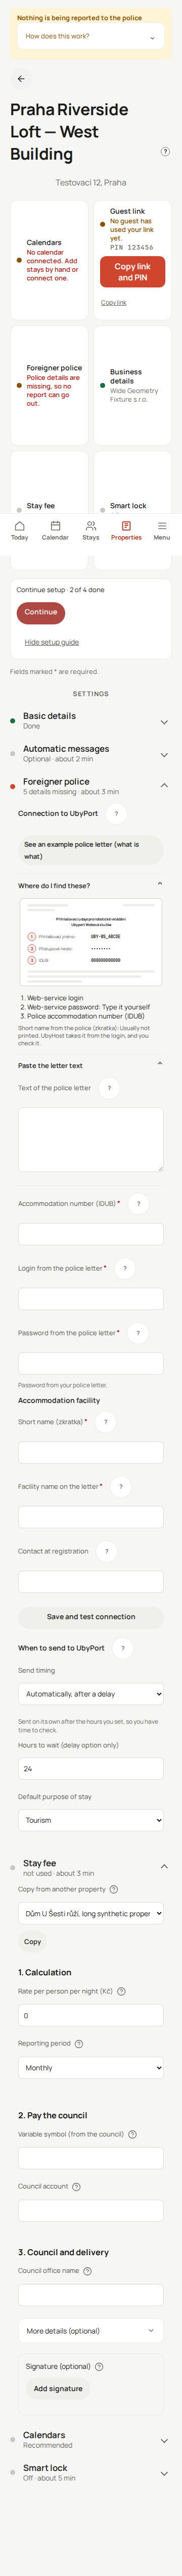 Nothing is being reported to the police
How does this work?
Praha Riverside
Loft — West
Building
?
Testovací 12, Praha
Calendars
No calendar
connected. Add
stays by hand or
connect one.
Guest link
No guest has
used your link
yet.
PIN 123456
Copy link
and PIN
Copy link
Foreigner police
Police details are
missing, so no
report can go
out.
Business
details
Wide Geometry
Fixture s.r.o.
Stay fee
Smart lock
Today
Calendar
Stays
Properties
Menu
Continue setup · 2 of 4 done
Continue
Hide setup guide
Fields marked * are required.
SETTINGS
Basic details
Done
Automatic messages
Optional · about 2 min
Foreigner police
5 details missing · about 3 min
Connection to UbyPort ?
See an example police letter (what is
what)
Where do I find these?
1 Přihlašovací jméno: UBY-05_ABCDE
2 Přístupové heslo: ••••••••
3 IDUB: 000000000000
1. Web-service login
2. Web-service password: Type it yourself
3. Police accommodation number (IDUB)
Short name from the police (zkratka): Usually not
printed. UbyHost takes it from the login, and you
check it.
Paste the letter text
Text of the police letter ?
Accommodation number (IDUB) * ?
Login from the police letter * ?
Password from the police letter * ?
Password from your police letter.
Accommodation facility
Short name (zkratka) * ?
Facility name on the letter * ?
Contact at registration ?
Save and test connection
When to send to UbyPort ?
Send timing
Automatically, after a delay
Sent on its own after the hours you set, so you have
time to check.
Hours to wait (delay option only)
24
Default purpose of stay
Tourism
Stay fee
not used · about 3 min
Copy from another property ?
Dům U Šesti růží, long synthetic proper
Copy
1. Calculation
Rate per person per night (Kč) ?
0
Reporting period ?
Monthly
2. Pay the council
Variable symbol (from the council) ?
Council account ?
3. Council and delivery
Council office name ?
More details (optional)
Signature (optional) ?
Add signature
Calendars
Recommended
Smart lock
Off · about 5 min